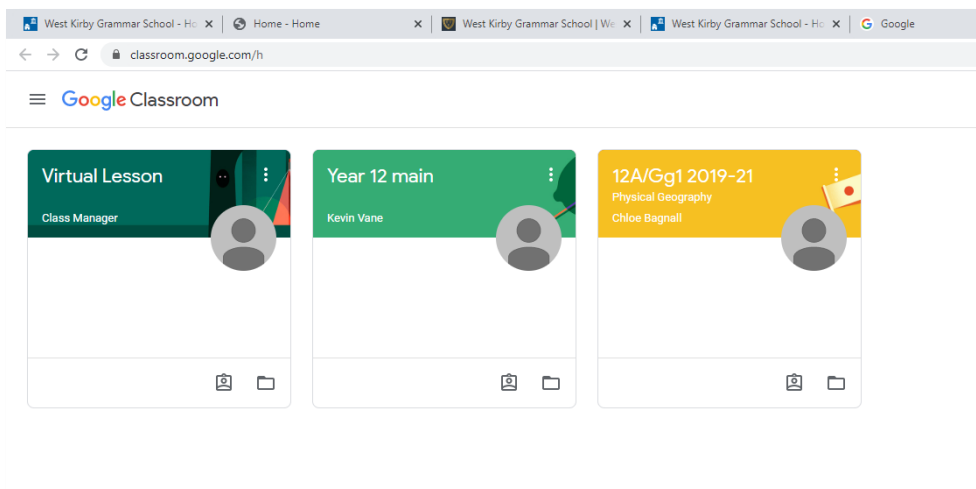 West Kirby Grammar School - Ho
Home - Home
West Kirby Grammar School | We
West Kirby Grammar School - Ho
Google
classroom.google.com/h
Google Classroom
Virtual Lesson
Class Manager
Year 12 main
Kevin Vane
12A/Gg1 2019-21
Physical Geography
Chloe Bagnall